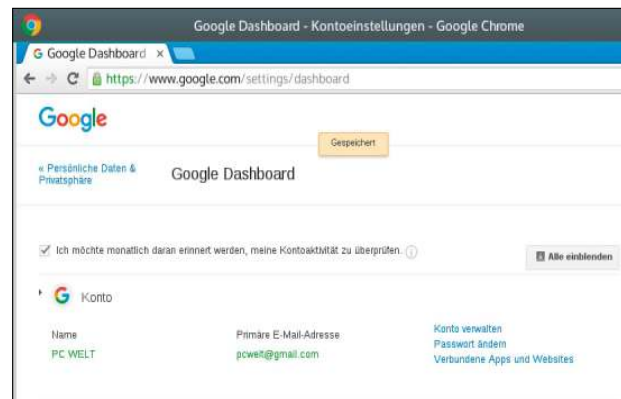 Google Dashboard - Kontoeinstellungen - Google Chrome
G Google Dashboard ×
https://www.google.com/settings/dashboard
Google
Gespeichert
« Persönliche Daten &
Privatsphäre
Google Dashboard
Ich möchte monatlich daran erinnert werden, meine Kontoaktivität zu überprüfen. i
Alle einblenden
G Konto
Name
Primäre E-Mail-Adresse
Konto verwalten
PC WELT
pcwelt@gmail.com
Passwort ändern
Verbundene Apps und Websites